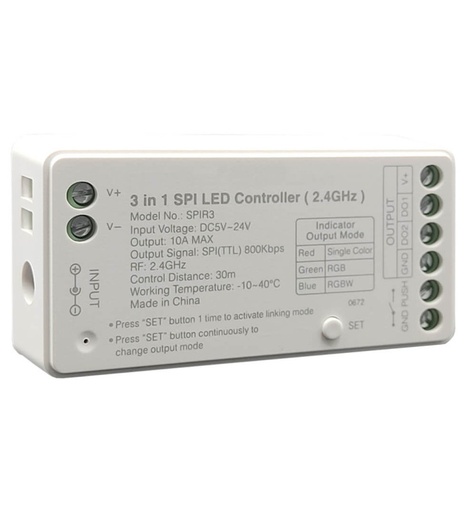 V+
V−
INPUT
3 in 1 SPI LED Controller ( 2.4GHz )
Model No.: SPIR3
Input Voltage: DC5V~24V
Output: 10A MAX
Output Signal: SPI(TTL) 800Kbps
RF: 2.4GHz
Control Distance: 30m
Working Temperature: -10~40°C
Made in China
• Press "SET" button 1 time to activate linking mode
• Press "SET" button continuously to
change output mode
Indicator
Output Mode
Red Single Color
Green RGB
Blue RGBW
0672
SET
OUTPUT
V+
DO1
DO2
GND
PUSH
GND